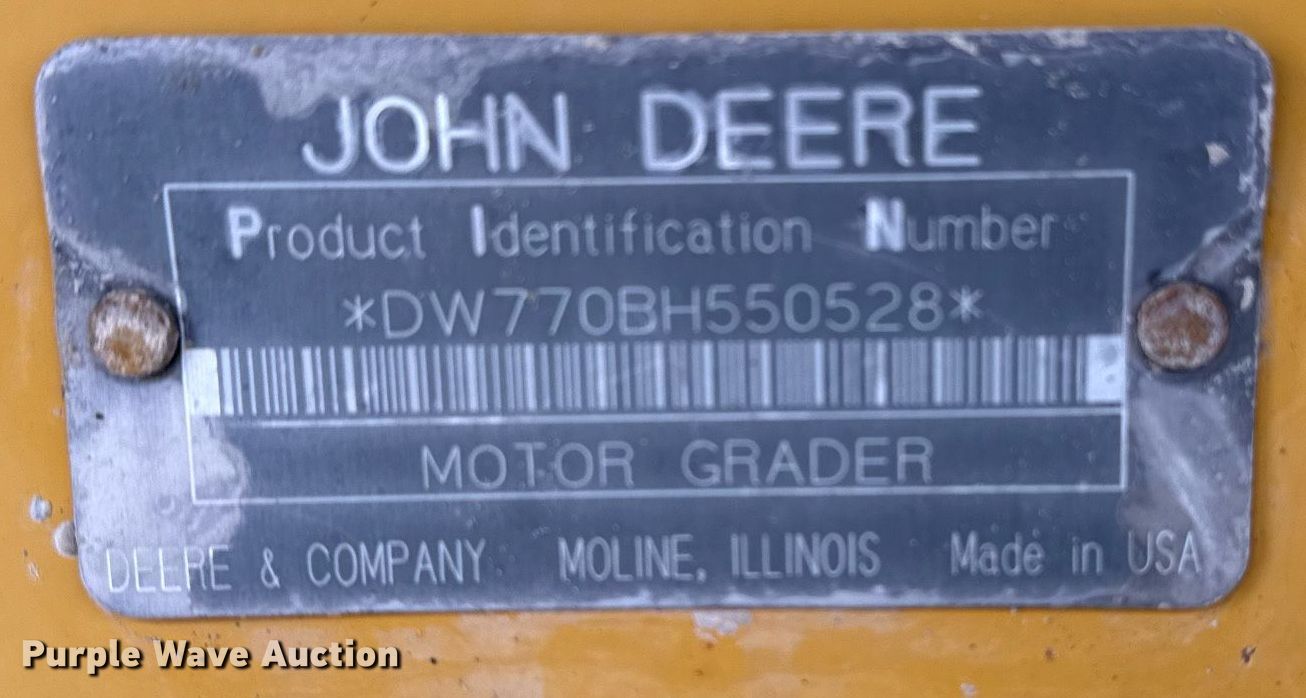 JOHN DEERE
Product Identification Number
*DW770BH550528*
MOTOR GRADER
DEERE & COMPANY MOLINE, ILLINOIS Made in USA
Purple Wave Auction